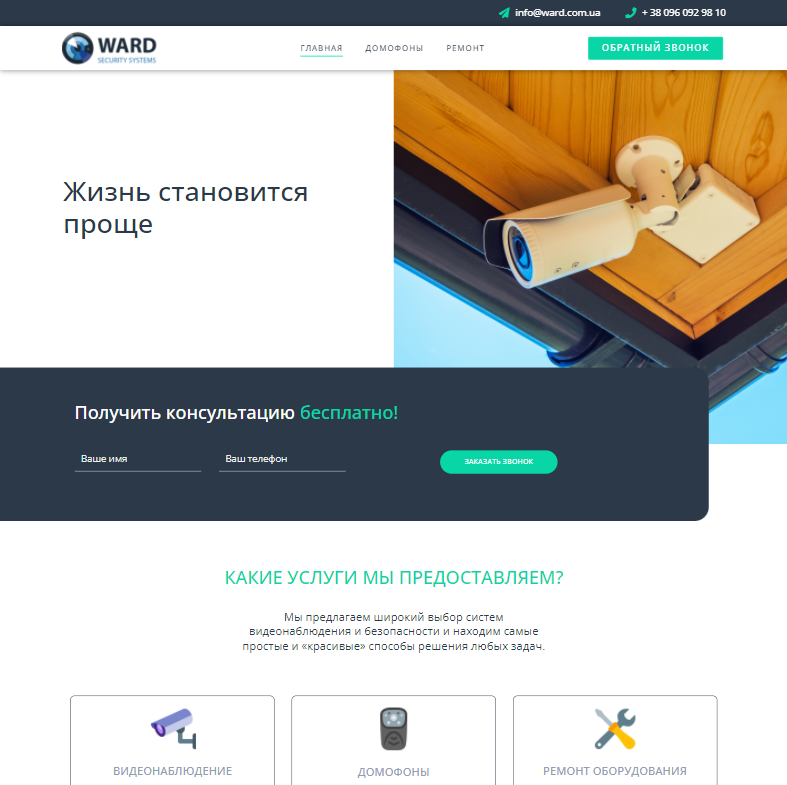 info@ward.com.ua
+ 38 096 092 98 10
WARD
SECURITY SYSTEMS
ГЛАВНАЯ
ДОМОФОНЫ
РЕМОНТ
ОБРАТНЫЙ ЗВОНОК
Жизнь становится
проще
Получить консультацию бесплатно!
Ваше имя
Ваш телефон
ЗАКАЗАТЬ ЗВОНОК
КАКИЕ УСЛУГИ МЫ ПРЕДОСТАВЛЯЕМ?
Мы предлагаем широкий выбор систем
видеонаблюдения и безопасности и находим самые
простые и «красивые» способы решения любых задач.
ВИДЕОНАБЛЮДЕНИЕ
ДОМОФОНЫ
РЕМОНТ ОБОРУДОВАНИЯ